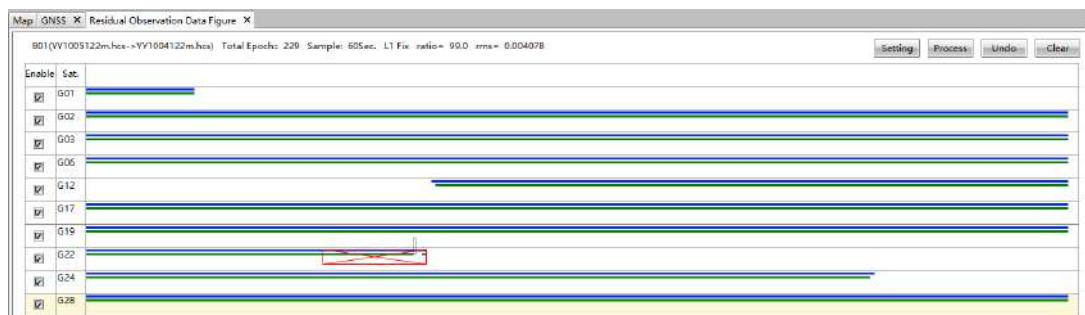 Map GNSS X Residual Observation Data Figure X
B01(YY1005122m.hcs->YY1004122m.hcs) Total Epochs: 229 Sample: 60Sec. L1 Fix ratio= 99.0 rms= 0.004078 Setting Process Undo Clear
Enable Sat.
G01
G02
G03
G06
G12
G17
G19
G22
G24
G28